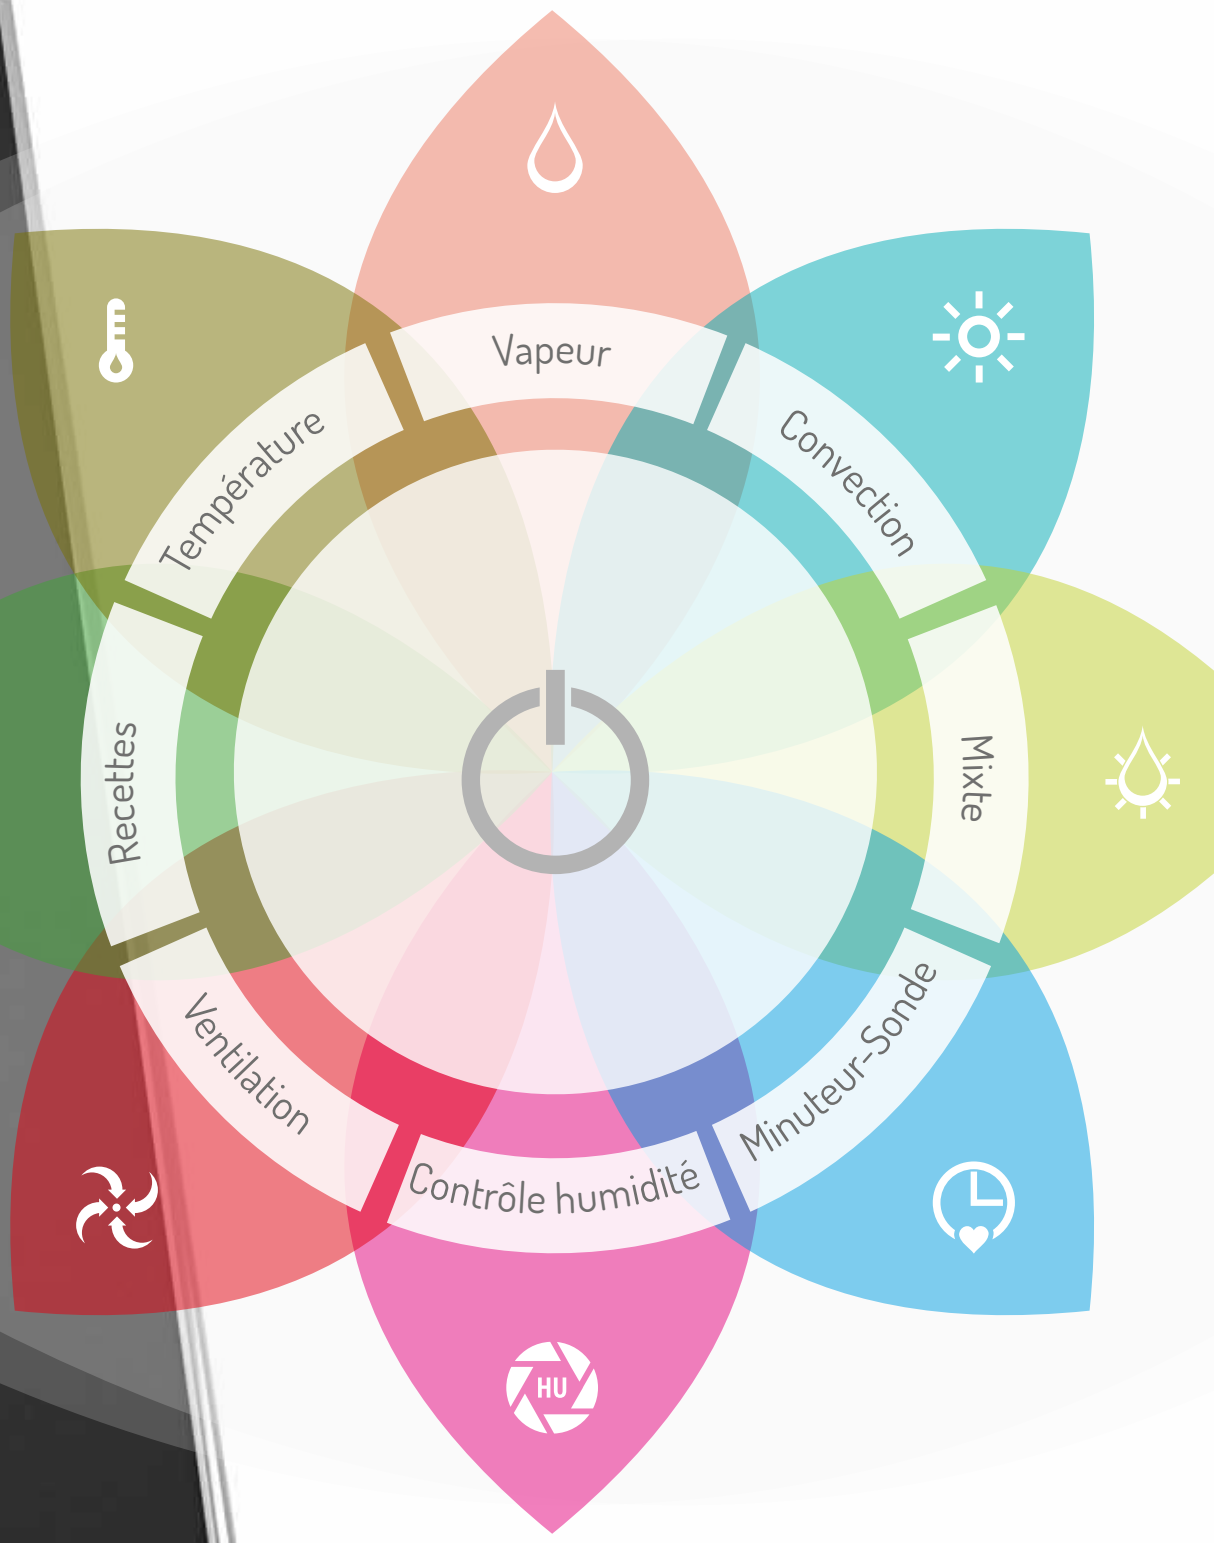 Vapeur
Convection
Mixte
Minuteur-Sonde
Contrôle humidité
HU
Ventilation
Recettes
Température